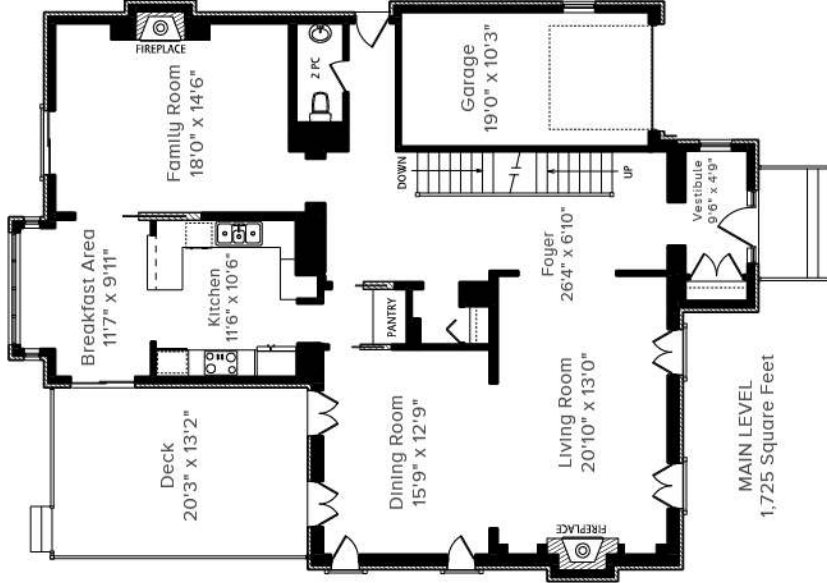 FIREPLACE
Family Room
18'0" x 14'6"
2 PC
Garage
19'0" x 10'3"
DOWN
UP
Vestibule
9'6" x 4'9"
Breakfast Area
11'7" x 9'11"
Kitchen
11'6" x 10'6"
Foyer
26'4" x 6'10"
PANTRY
Deck
20'3" x 13'2"
Dining Room
15'9" x 12'9"
Living Room
20'10" x 13'0"
FIREPLACE
MAIN LEVEL
1,725 Square Feet